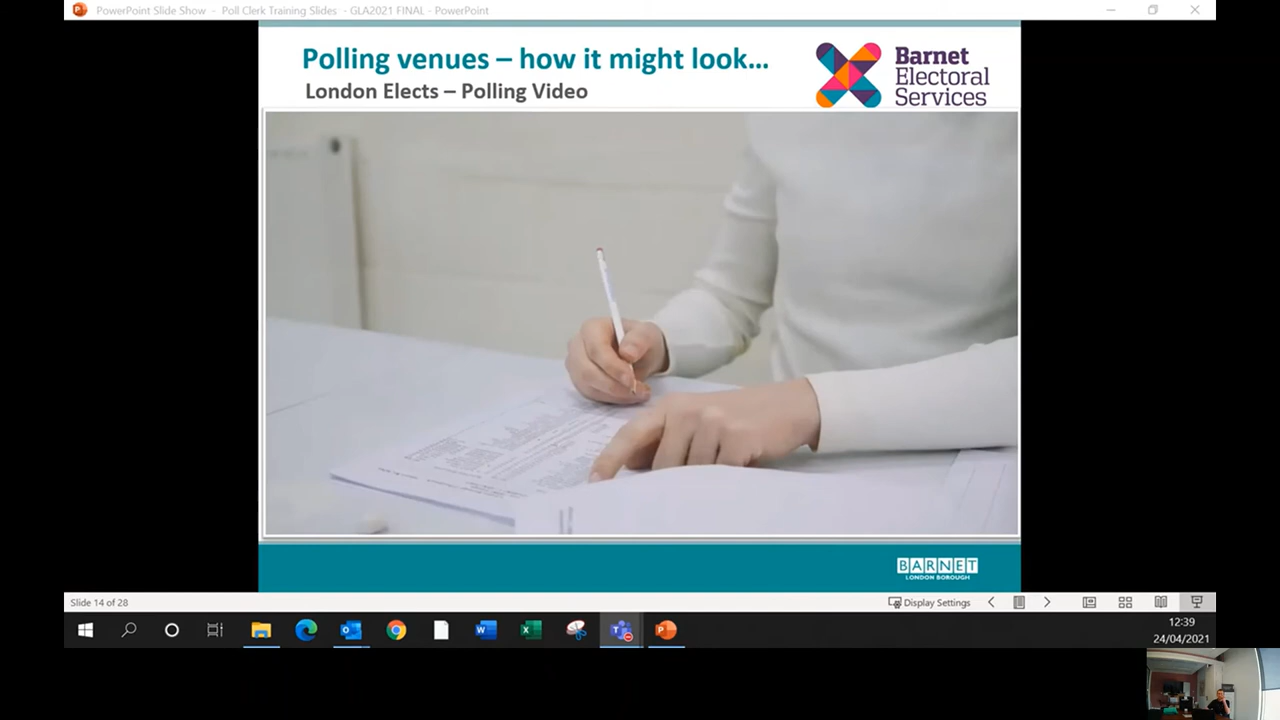 PowerPoint Slide Show - Poll Clerk Training Slides - GLA2021 FINAL - PowerPoint
Polling venues – how it might look...
London Elects – Polling Video
Barnet
Electoral
Services
BARNET
LONDON BOROUGH
Slide 14 of 28
Display Settings
12:39
24/04/2021